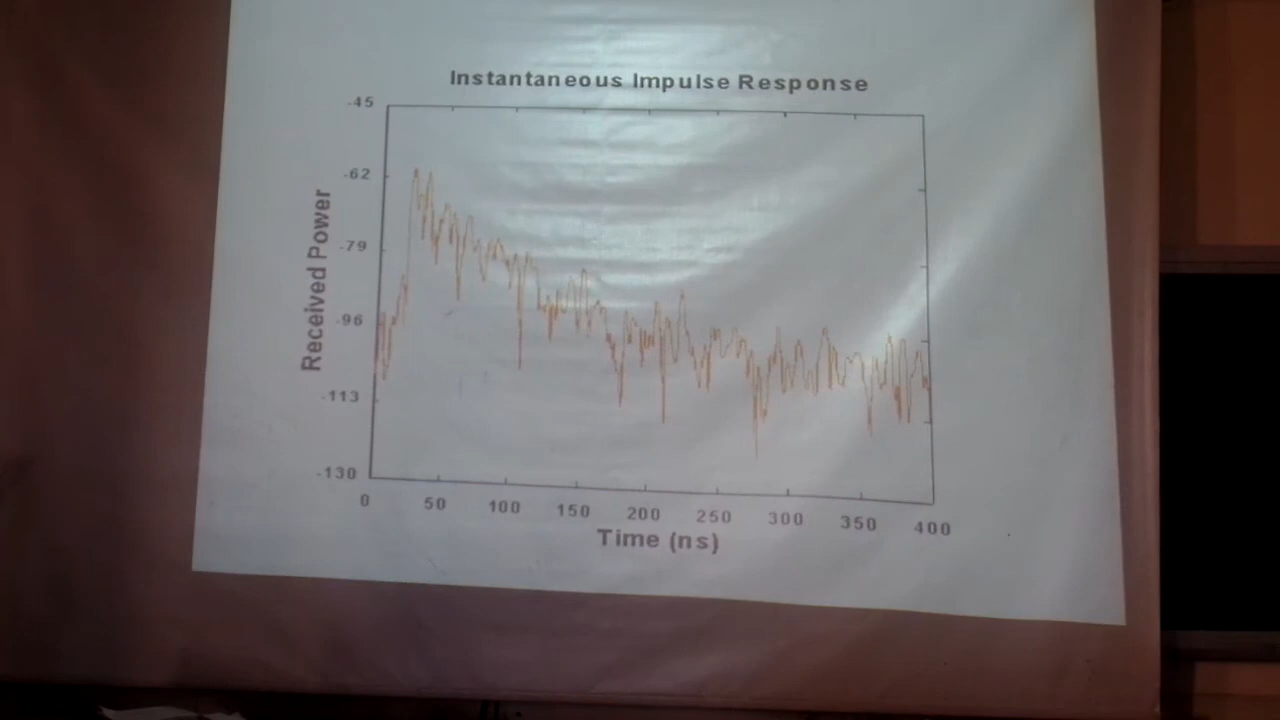 Instantaneous Impulse Response
-45
-62
-79
-96
-113
-130
Received Power
0 50 100 150 200 250 300 350 400
Time (ns)